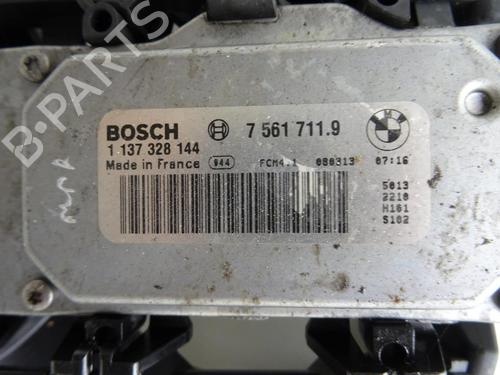 B-PARTS
BOSCH 7 561 711.9
1 137 328 144
Made in France 944 FCM4.1 080313 07:16
5013
2210
H161
S102